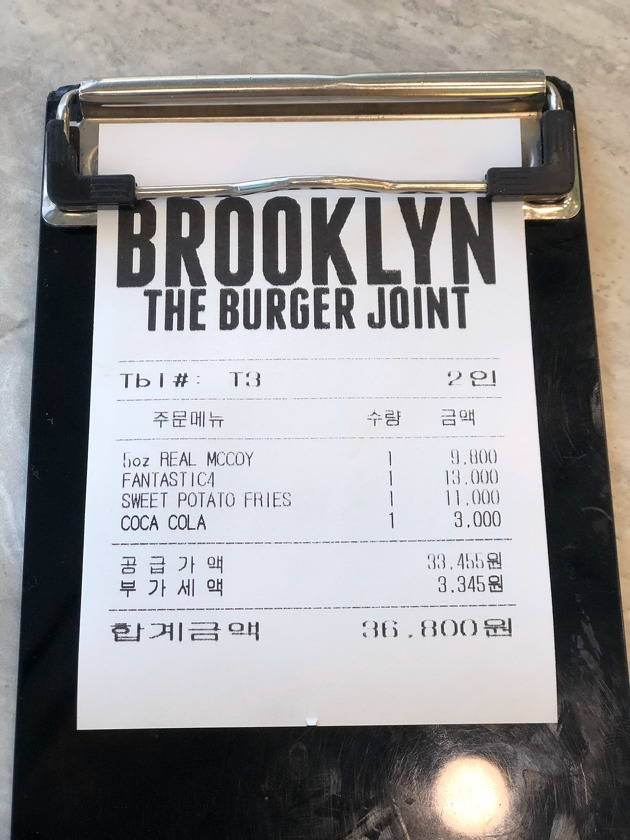 BROOKLYN
THE BURGER JOINT
Tbl#: T3 2인
주문메뉴 수량 금액
5oz REAL MCCOY 1 9,800
FANTASTIC4 1 13,000
SWEET POTATO FRIES 1 11,000
COCA COLA 1 3,000
공급가액 33,455원
부가세액 3,345원
합계금액 36,800원